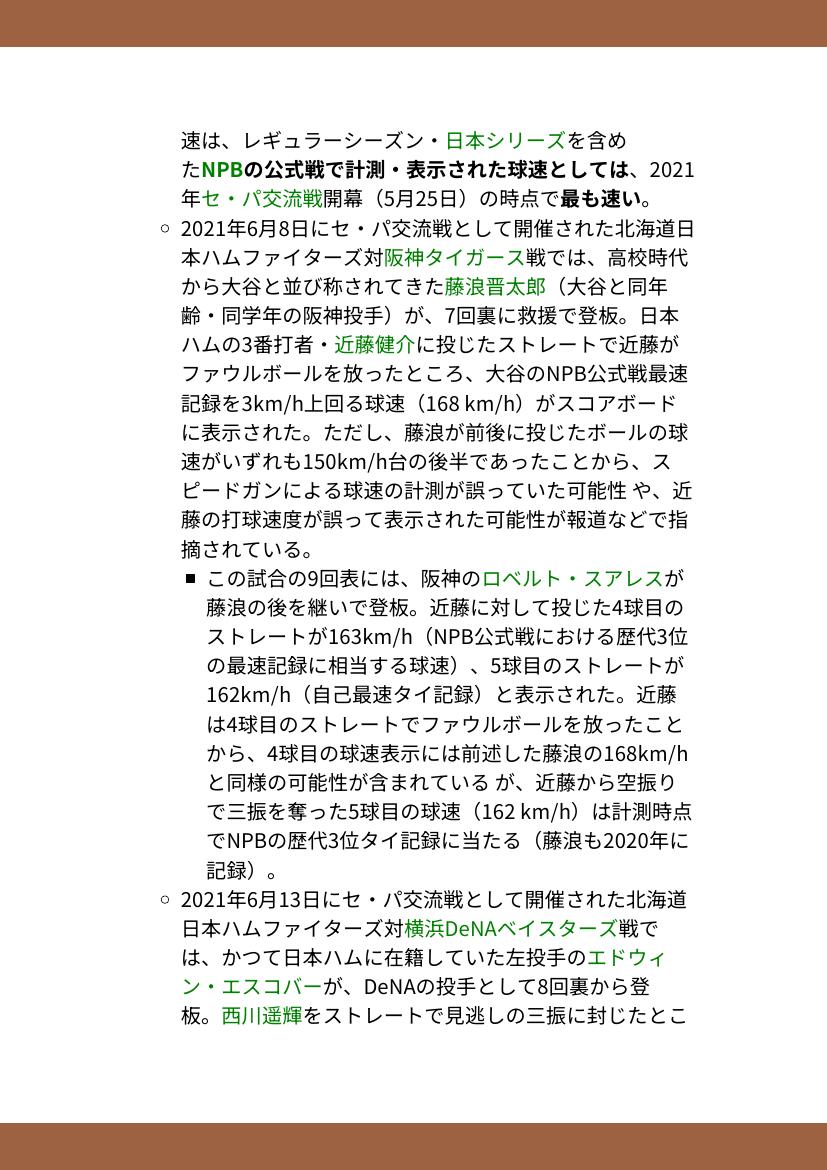 速は、レギュラーシーズン・日本シリーズを含め
たNPBの公式戦で計測・表示された球速としては、2021
年セ・パ交流戦開幕（5月25日）の時点で最も速い。
○ 2021年6月8日にセ・パ交流戦として開催された北海道日
本ハムファイターズ対阪神タイガース戦では、高校時代
から大谷と並び称されてきた藤浪晋太郎（大谷と同年
齢・同学年の阪神投手）が、7回裏に救援で登板。日本
ハムの3番打者・近藤健介に投じたストレートで近藤が
ファウルボールを放ったところ、大谷のNPB公式戦最速
記録を3km/h上回る球速（168 km/h）がスコアボード
に表示された。ただし、藤浪が前後に投じたボールの球
速がいずれも150km/h台の後半であったことから、ス
ピードガンによる球速の計測が誤っていた可能性 や、近
藤の打球速度が誤って表示された可能性が報道などで指
摘されている。
■ この試合の9回表には、阪神のロベルト・スアレスが
藤浪の後を継いで登板。近藤に対して投じた4球目の
ストレートが163km/h（NPB公式戦における歴代3位
の最速記録に相当する球速）、5球目のストレートが
162km/h（自己最速タイ記録）と表示された。近藤
は4球目のストレートでファウルボールを放ったこと
から、4球目の球速表示には前述した藤浪の168km/h
と同様の可能性が含まれている が、近藤から空振り
で三振を奪った5球目の球速（162 km/h）は計測時点
でNPBの歴代3位タイ記録に当たる（藤浪も2020年に
記録）。
○ 2021年6月13日にセ・パ交流戦として開催された北海道
日本ハムファイターズ対横浜DeNAベイスターズ戦で
は、かつて日本ハムに在籍していた左投手のエドウィ
ン・エスコバーが、DeNAの投手として8回裏から登
板。西川遥輝をストレートで見逃しの三振に封じたとこ